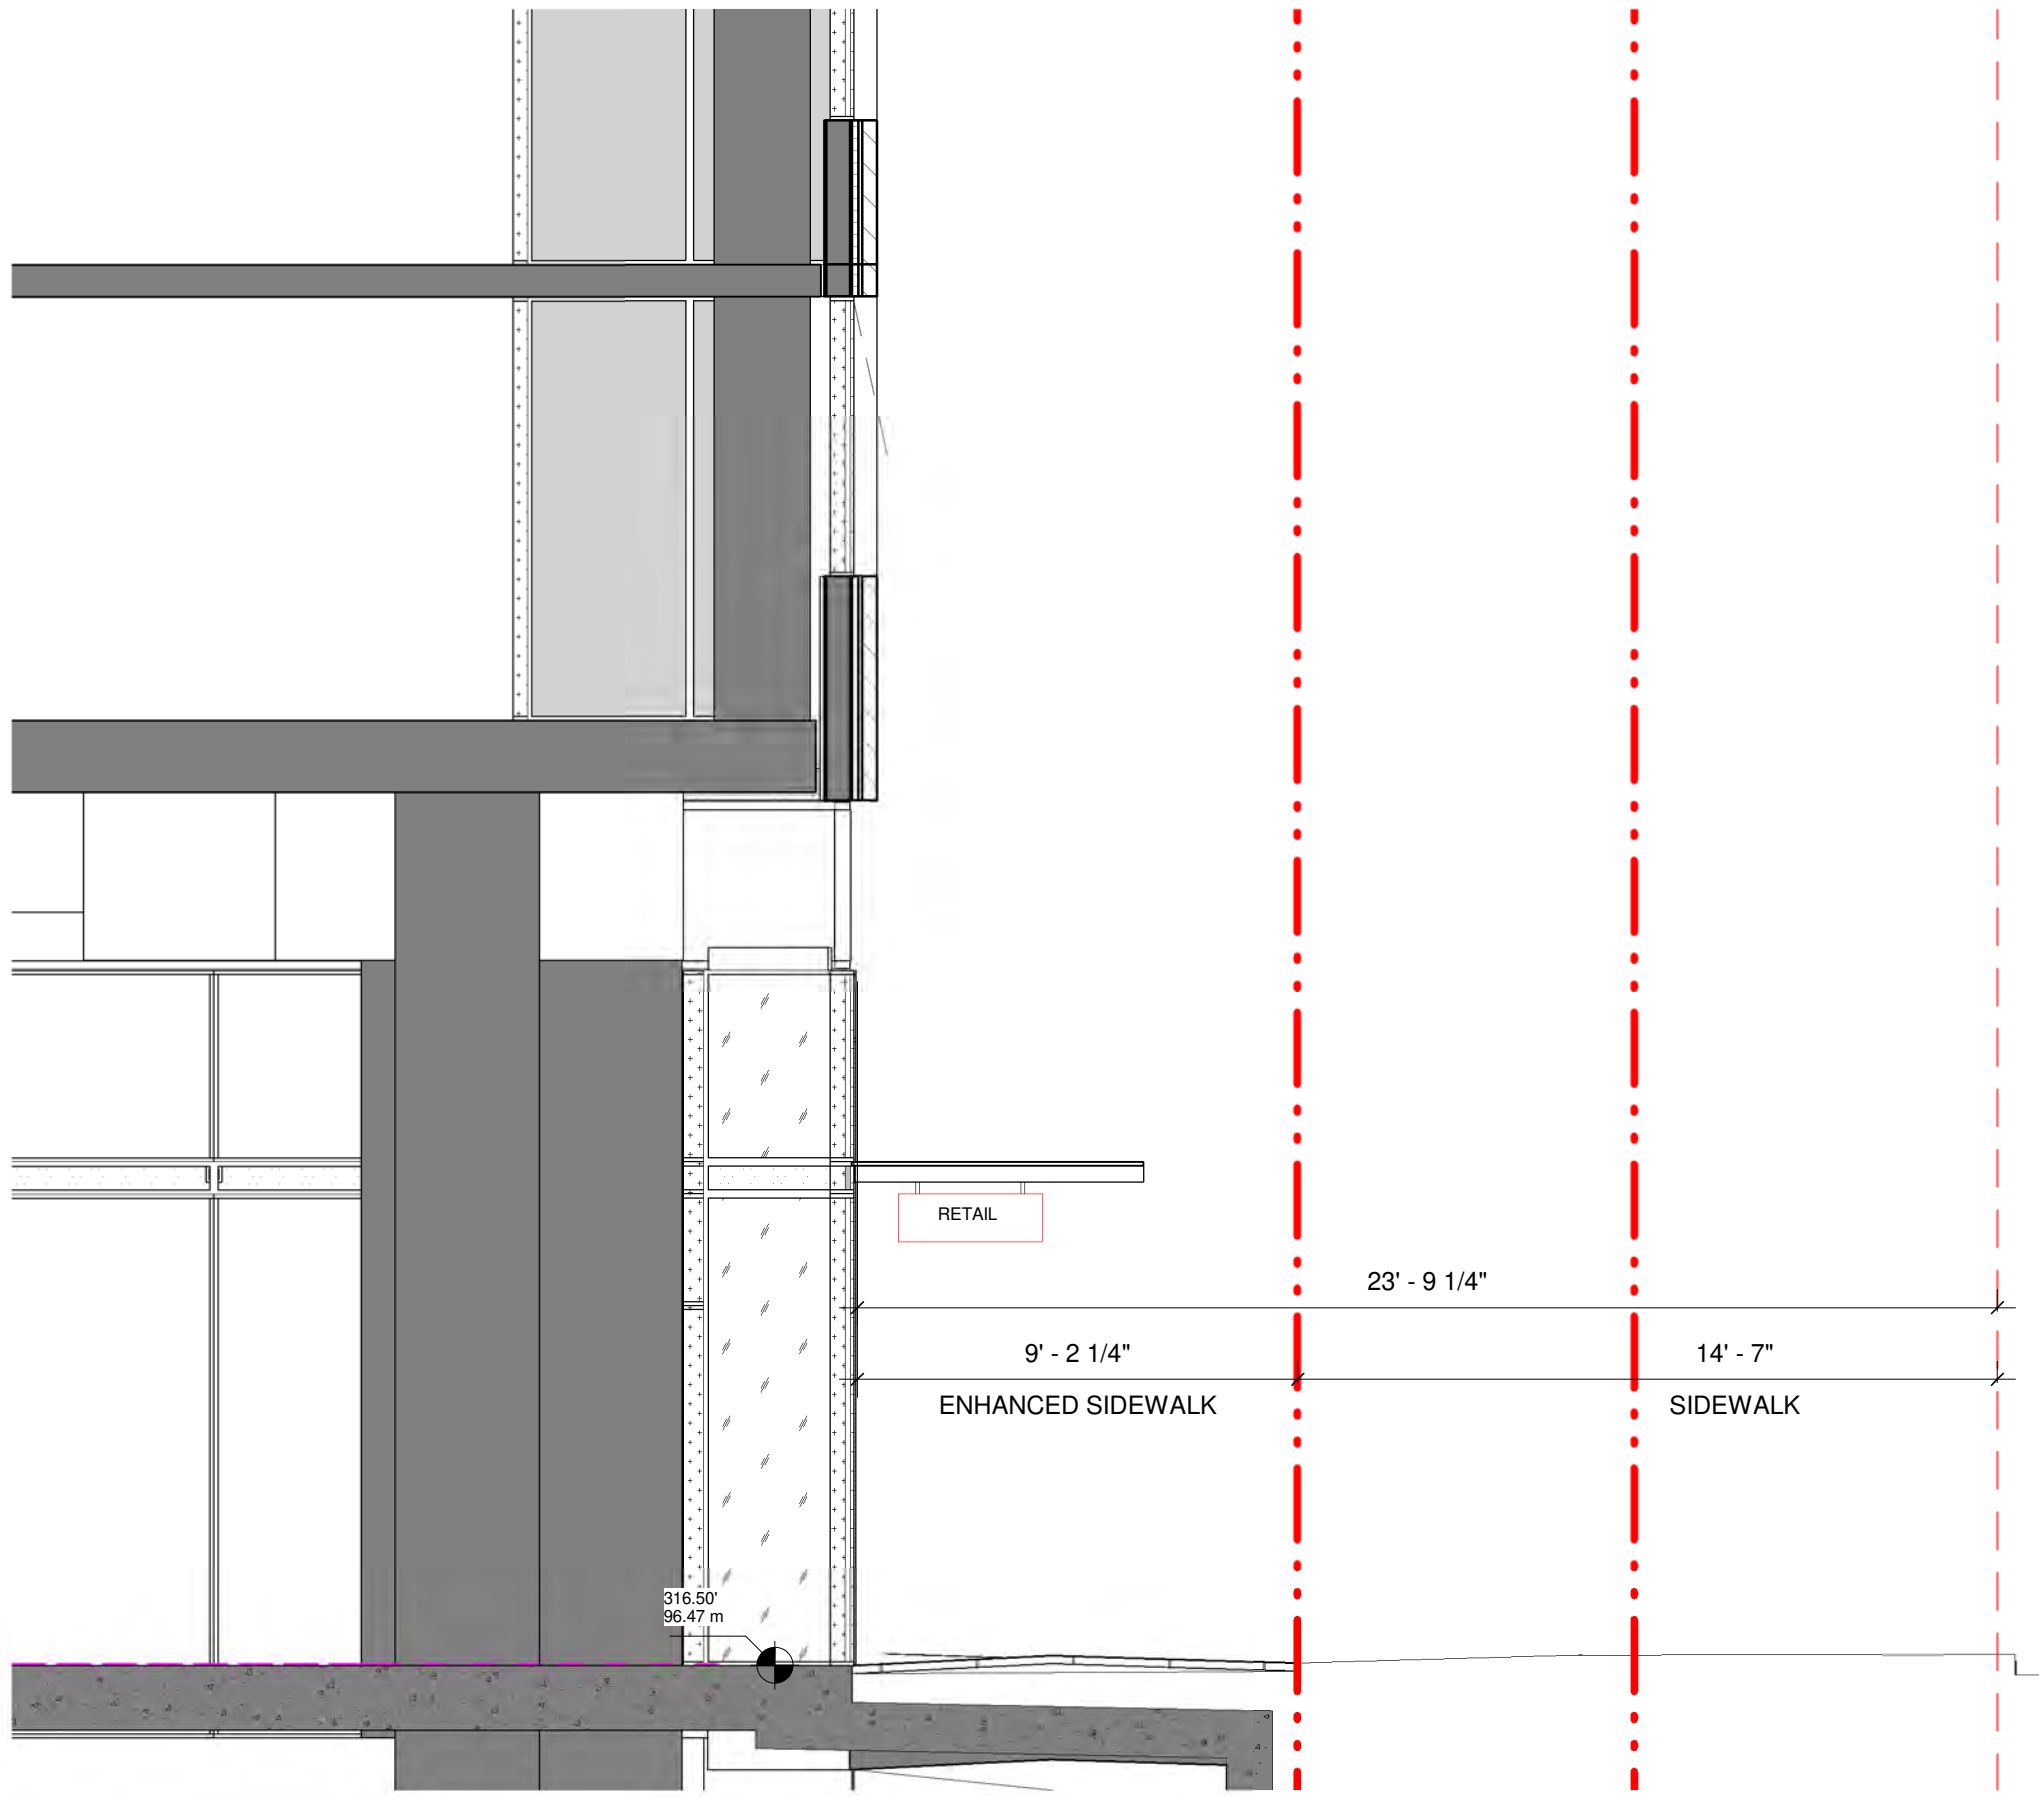 RETAIL
23' - 9 1/4"
9' - 2 1/4"
14' - 7"
ENHANCED SIDEWALK
SIDEWALK
316.50'
96.47 m